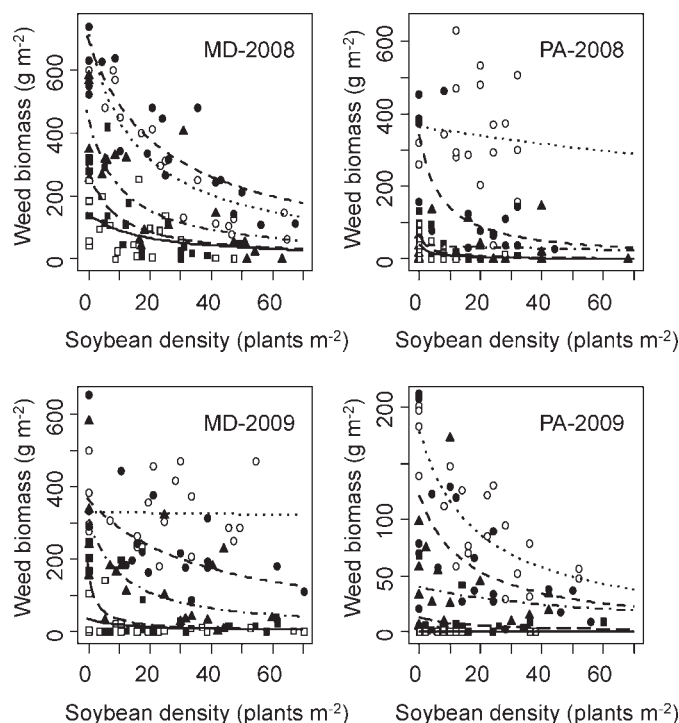 MD-2008
Weed biomass (g m-2)
600
400
200
0
0 20 40 60
Soybean density (plants m-2)
PA-2008
Weed biomass (g m-2)
600
400
200
0
0 20 40 60
Soybean density (plants m-2)
MD-2009
Weed biomass (g m-2)
600
400
200
0
0 20 40 60
Soybean density (plants m-2)
PA-2009
Weed biomass (g m-2)
200
100
50
0
0 20 40 60
Soybean density (plants m-2)